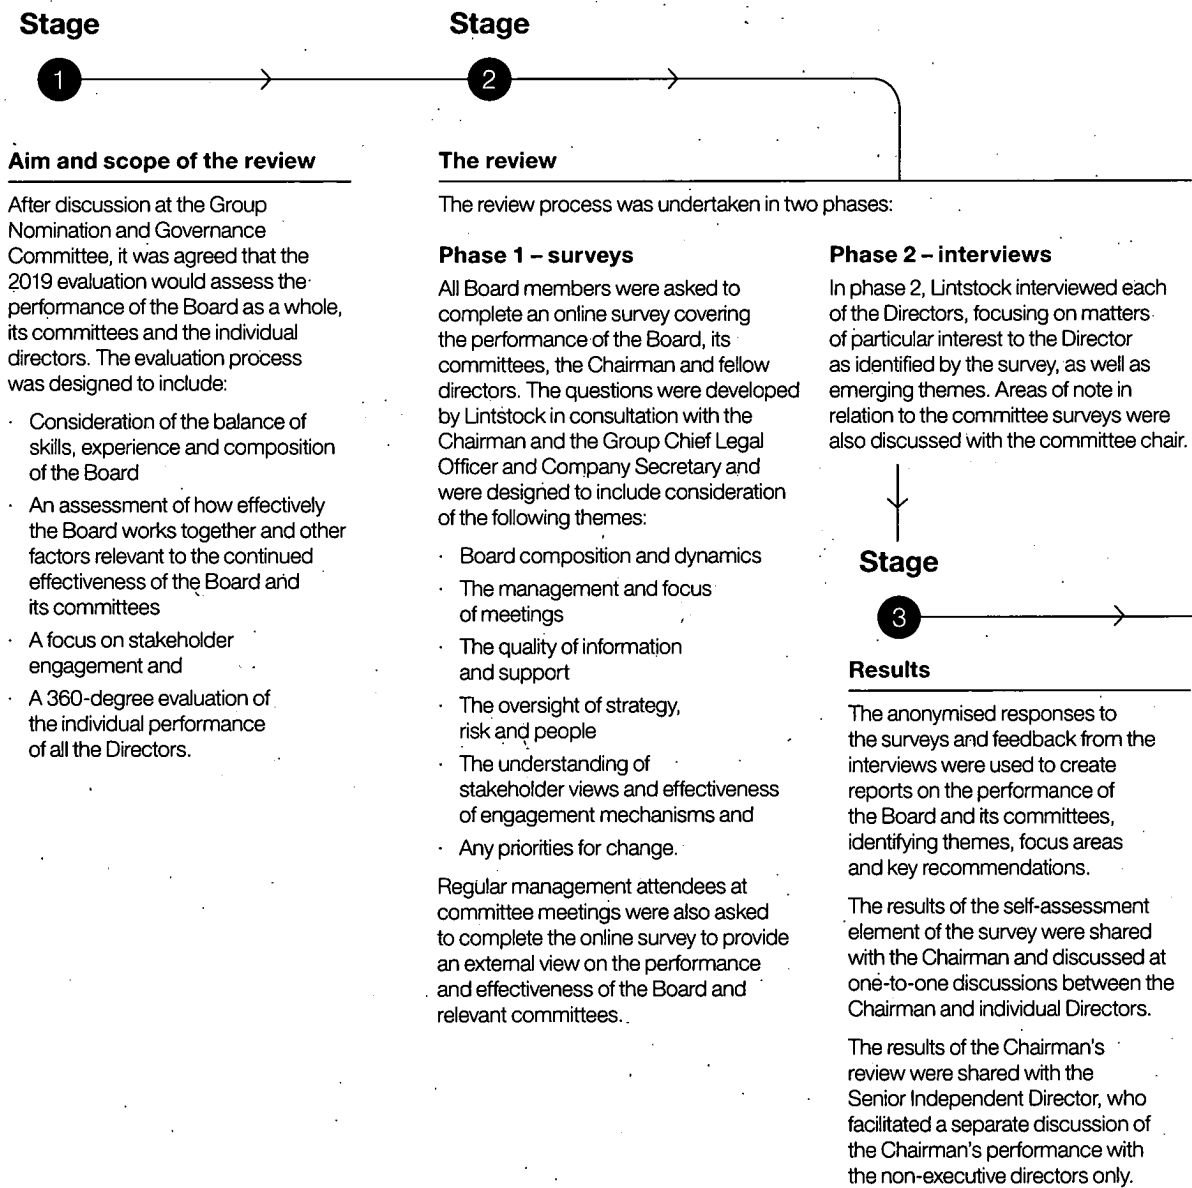 Stage
1
Aim and scope of the review
After discussion at the Group
Nomination and Governance
Committee, it was agreed that the
2019 evaluation would assess the
performance of the Board as a whole,
its committees and the individual
directors. The evaluation process
was designed to include:
· Consideration of the balance of
skills, experience and composition
of the Board
· An assessment of how effectively
the Board works together and other
factors relevant to the continued
effectiveness of the Board and
its committees
· A focus on stakeholder
engagement and
· A 360-degree evaluation of
the individual performance
of all the Directors.
Stage
2
The review
The review process was undertaken in two phases:
Phase 1 – surveys
All Board members were asked to
complete an online survey covering
the performance of the Board, its
committees, the Chairman and fellow
directors. The questions were developed
by Lintstock in consultation with the
Chairman and the Group Chief Legal
Officer and Company Secretary and
were designed to include consideration
of the following themes:
· Board composition and dynamics
· The management and focus
of meetings
· The quality of information
and support
· The oversight of strategy,
risk and people
· The understanding of
stakeholder views and effectiveness
of engagement mechanisms and
· Any priorities for change.
Regular management attendees at
committee meetings were also asked
to complete the online survey to provide
an external view on the performance
and effectiveness of the Board and
relevant committees.
Phase 2 – interviews
In phase 2, Lintstock interviewed each
of the Directors, focusing on matters
of particular interest to the Director
as identified by the survey, as well as
emerging themes. Areas of note in
relation to the committee surveys were
also discussed with the committee chair.
Stage
3
Results
The anonymised responses to
the surveys and feedback from the
interviews were used to create
reports on the performance of
the Board and its committees,
identifying themes, focus areas
and key recommendations.
The results of the self-assessment
element of the survey were shared
with the Chairman and discussed at
one-to-one discussions between the
Chairman and individual Directors.
The results of the Chairman's
review were shared with the
Senior Independent Director, who
facilitated a separate discussion of
the Chairman's performance with
the non-executive directors only.